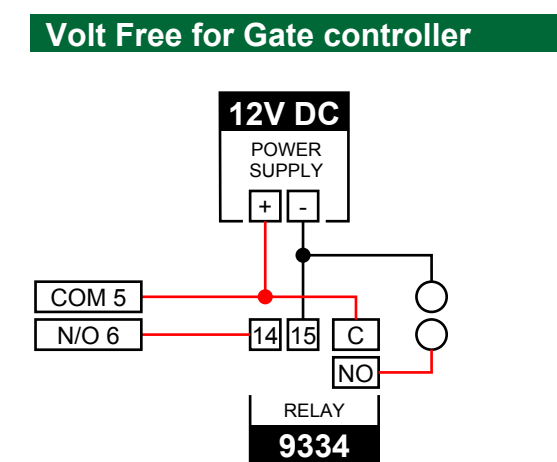 Volt Free for Gate controller
12V DC
POWER
SUPPLY
+ -
COM 5
N/O 6
14 15 C
NO
RELAY
9334